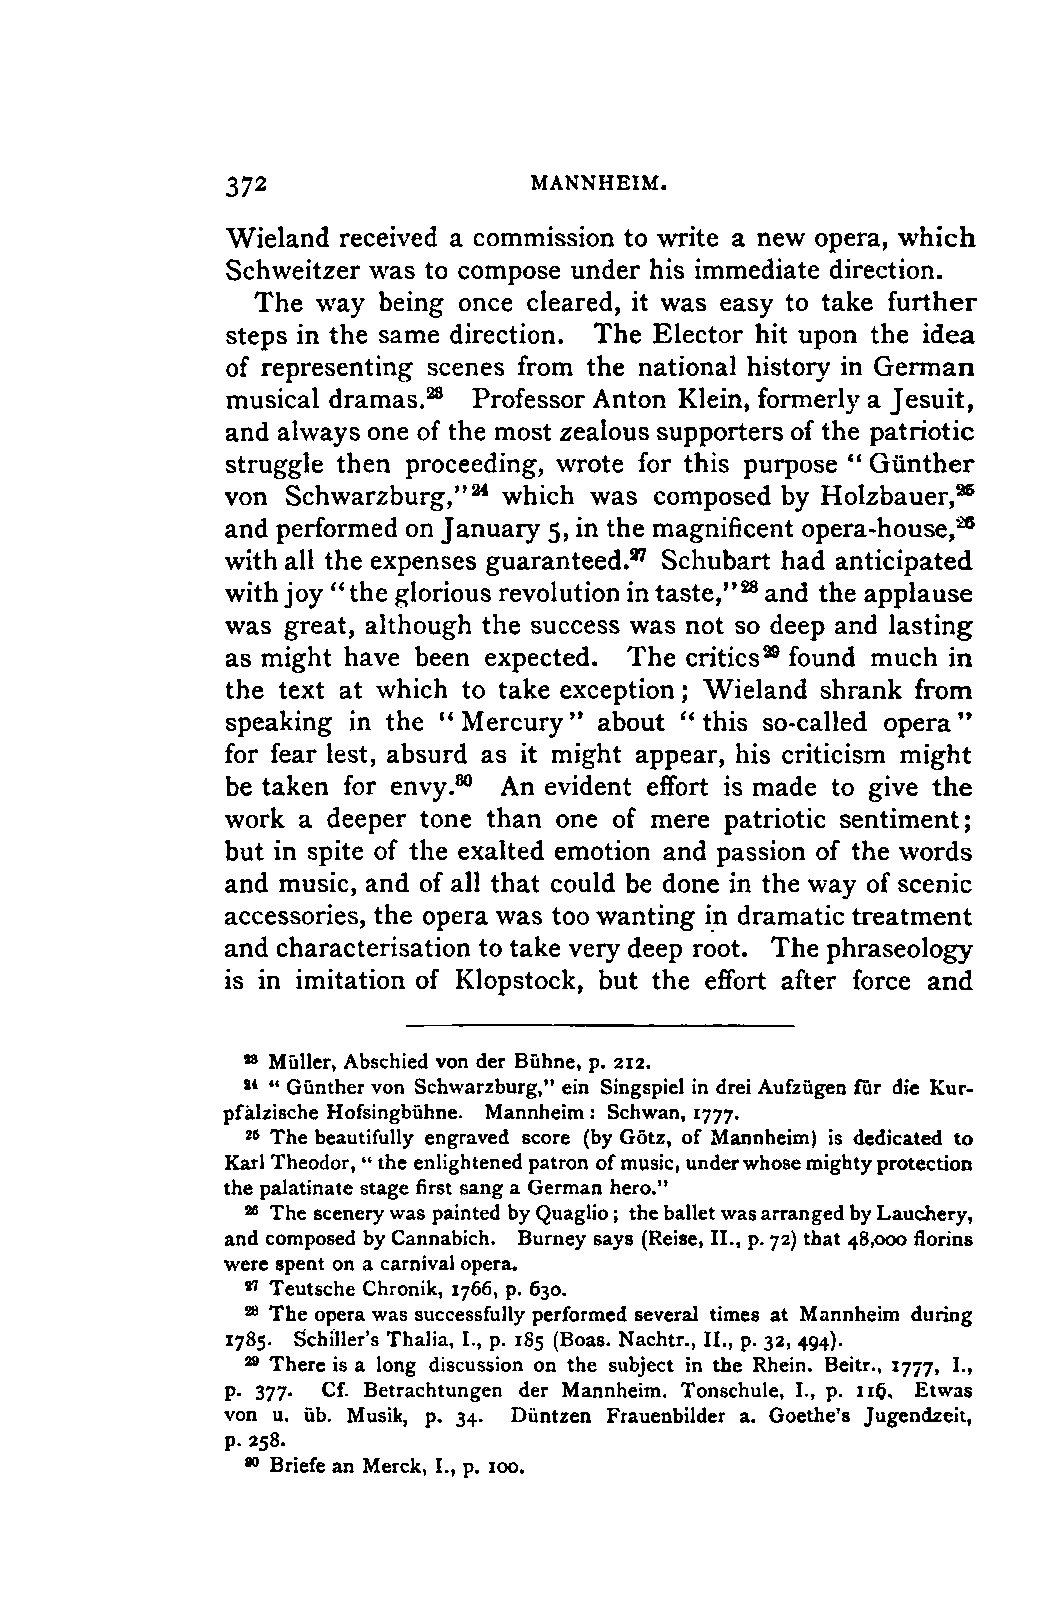 372 MANNHEIM.
Wieland received a commission to write a new opera, which
Schweitzer was to compose under his immediate direction.
The way being once cleared, it was easy to take further
steps in the same direction. The Elector hit upon the idea
of representing scenes from the national history in German
musical dramas.²³ Professor Anton Klein, formerly a Jesuit,
and always one of the most zealous supporters of the patriotic
struggle then proceeding, wrote for this purpose “ Günther
von Schwarzburg,”²⁴ which was composed by Holzbauer,²⁵
and performed on January 5, in the magnificent opera-house,²⁶
with all the expenses guaranteed.²⁷ Schubart had anticipated
with joy “the glorious revolution in taste,”²⁸ and the applause
was great, although the success was not so deep and lasting
as might have been expected. The critics²⁹ found much in
the text at which to take exception; Wieland shrank from
speaking in the “Mercury” about “this so-called opera”
for fear lest, absurd as it might appear, his criticism might
be taken for envy.³⁰ An evident effort is made to give the
work a deeper tone than one of mere patriotic sentiment;
but in spite of the exalted emotion and passion of the words
and music, and of all that could be done in the way of scenic
accessories, the opera was too wanting in dramatic treatment
and characterisation to take very deep root. The phraseology
is in imitation of Klopstock, but the effort after force and
²³ Müller, Abschied von der Bühne, p. 212.
²⁴ “ Günther von Schwarzburg,” ein Singspiel in drei Aufzügen für die Kur-
pfälzische Hofsingbühne. Mannheim: Schwan, 1777.
²⁵ The beautifully engraved score (by Götz, of Mannheim) is dedicated to
Karl Theodor, “ the enlightened patron of music, under whose mighty protection
the palatinate stage first sang a German hero.”
²⁶ The scenery was painted by Quaglio; the ballet was arranged by Lauchery,
and composed by Cannabich. Burney says (Reise, II., p. 72) that 48,000 florins
were spent on a carnival opera.
²⁷ Teutsche Chronik, 1766, p. 630.
²⁸ The opera was successfully performed several times at Mannheim during
1785. Schiller's Thalia, I., p. 185 (Boas. Nachtr., II., p. 32, 494).
²⁹ There is a long discussion on the subject in the Rhein. Beitr., 1777, I.,
p. 377. Cf. Betrachtungen der Mannheim. Tonschule, I., p. Etwas
von u. üb. Musik, p. 34. Düntzen Frauenbilder a. Goethe's Jugendzeit,
p. 258.
³⁰ Briefe an Merck, I., p. 100.